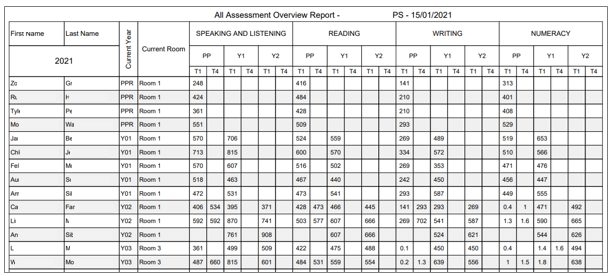 All Assessment Overview Report - PS - 15/01/2021
First name Last Name Current Year Current Room SPEAKING AND LISTENING READING WRITING NUMERACY
2021 PP Y1 Y2 PP Y1 Y2 PP Y1 Y2 PP Y1 Y2
T1 T4 T1 T4 T1 T4 T1 T4 T1 T4 T1 T4 T1 T4 T1 T4 T1 T4 T1 T4 T1 T4 T1 T4
PPR Room 1 248 416 141 313
PPR Room 1 424 484 210 401
PPR Room 1 361 428 210 408
Mo Wa PPR Room 1 551 509 293 529
Jai Be Y01 Room 1 570 706 524 559 269 489 519 653
Chl Y01 Room 1 713 815 600 570 334 572 510 566
Fel Y01 Room 1 570 607 516 502 269 353 471 476
Y01 Room 1 518 463 467 440 242 450 456 447
Sil Y01 Room 1 472 531 473 541 293 587 449 555
Ca Far Y02 Room 1 406 534 395 371 428 473 466 445 141 293 293 269 0.4 1 471 492
Li Y02 Room 1 592 592 870 741 503 577 607 666 269 702 541 587 1.3 1.6 590 665
An Y02 Room 1 761 908 607 666 524 621 544 626
L M Y03 Room 3 361 499 509 422 475 488 0.1 450 450 0.4 1.4 1.6 494
Mo Y03 Room 3 487 660 815 601 484 531 559 554 0.2 1.3 639 556 1 1.5 1.8 638